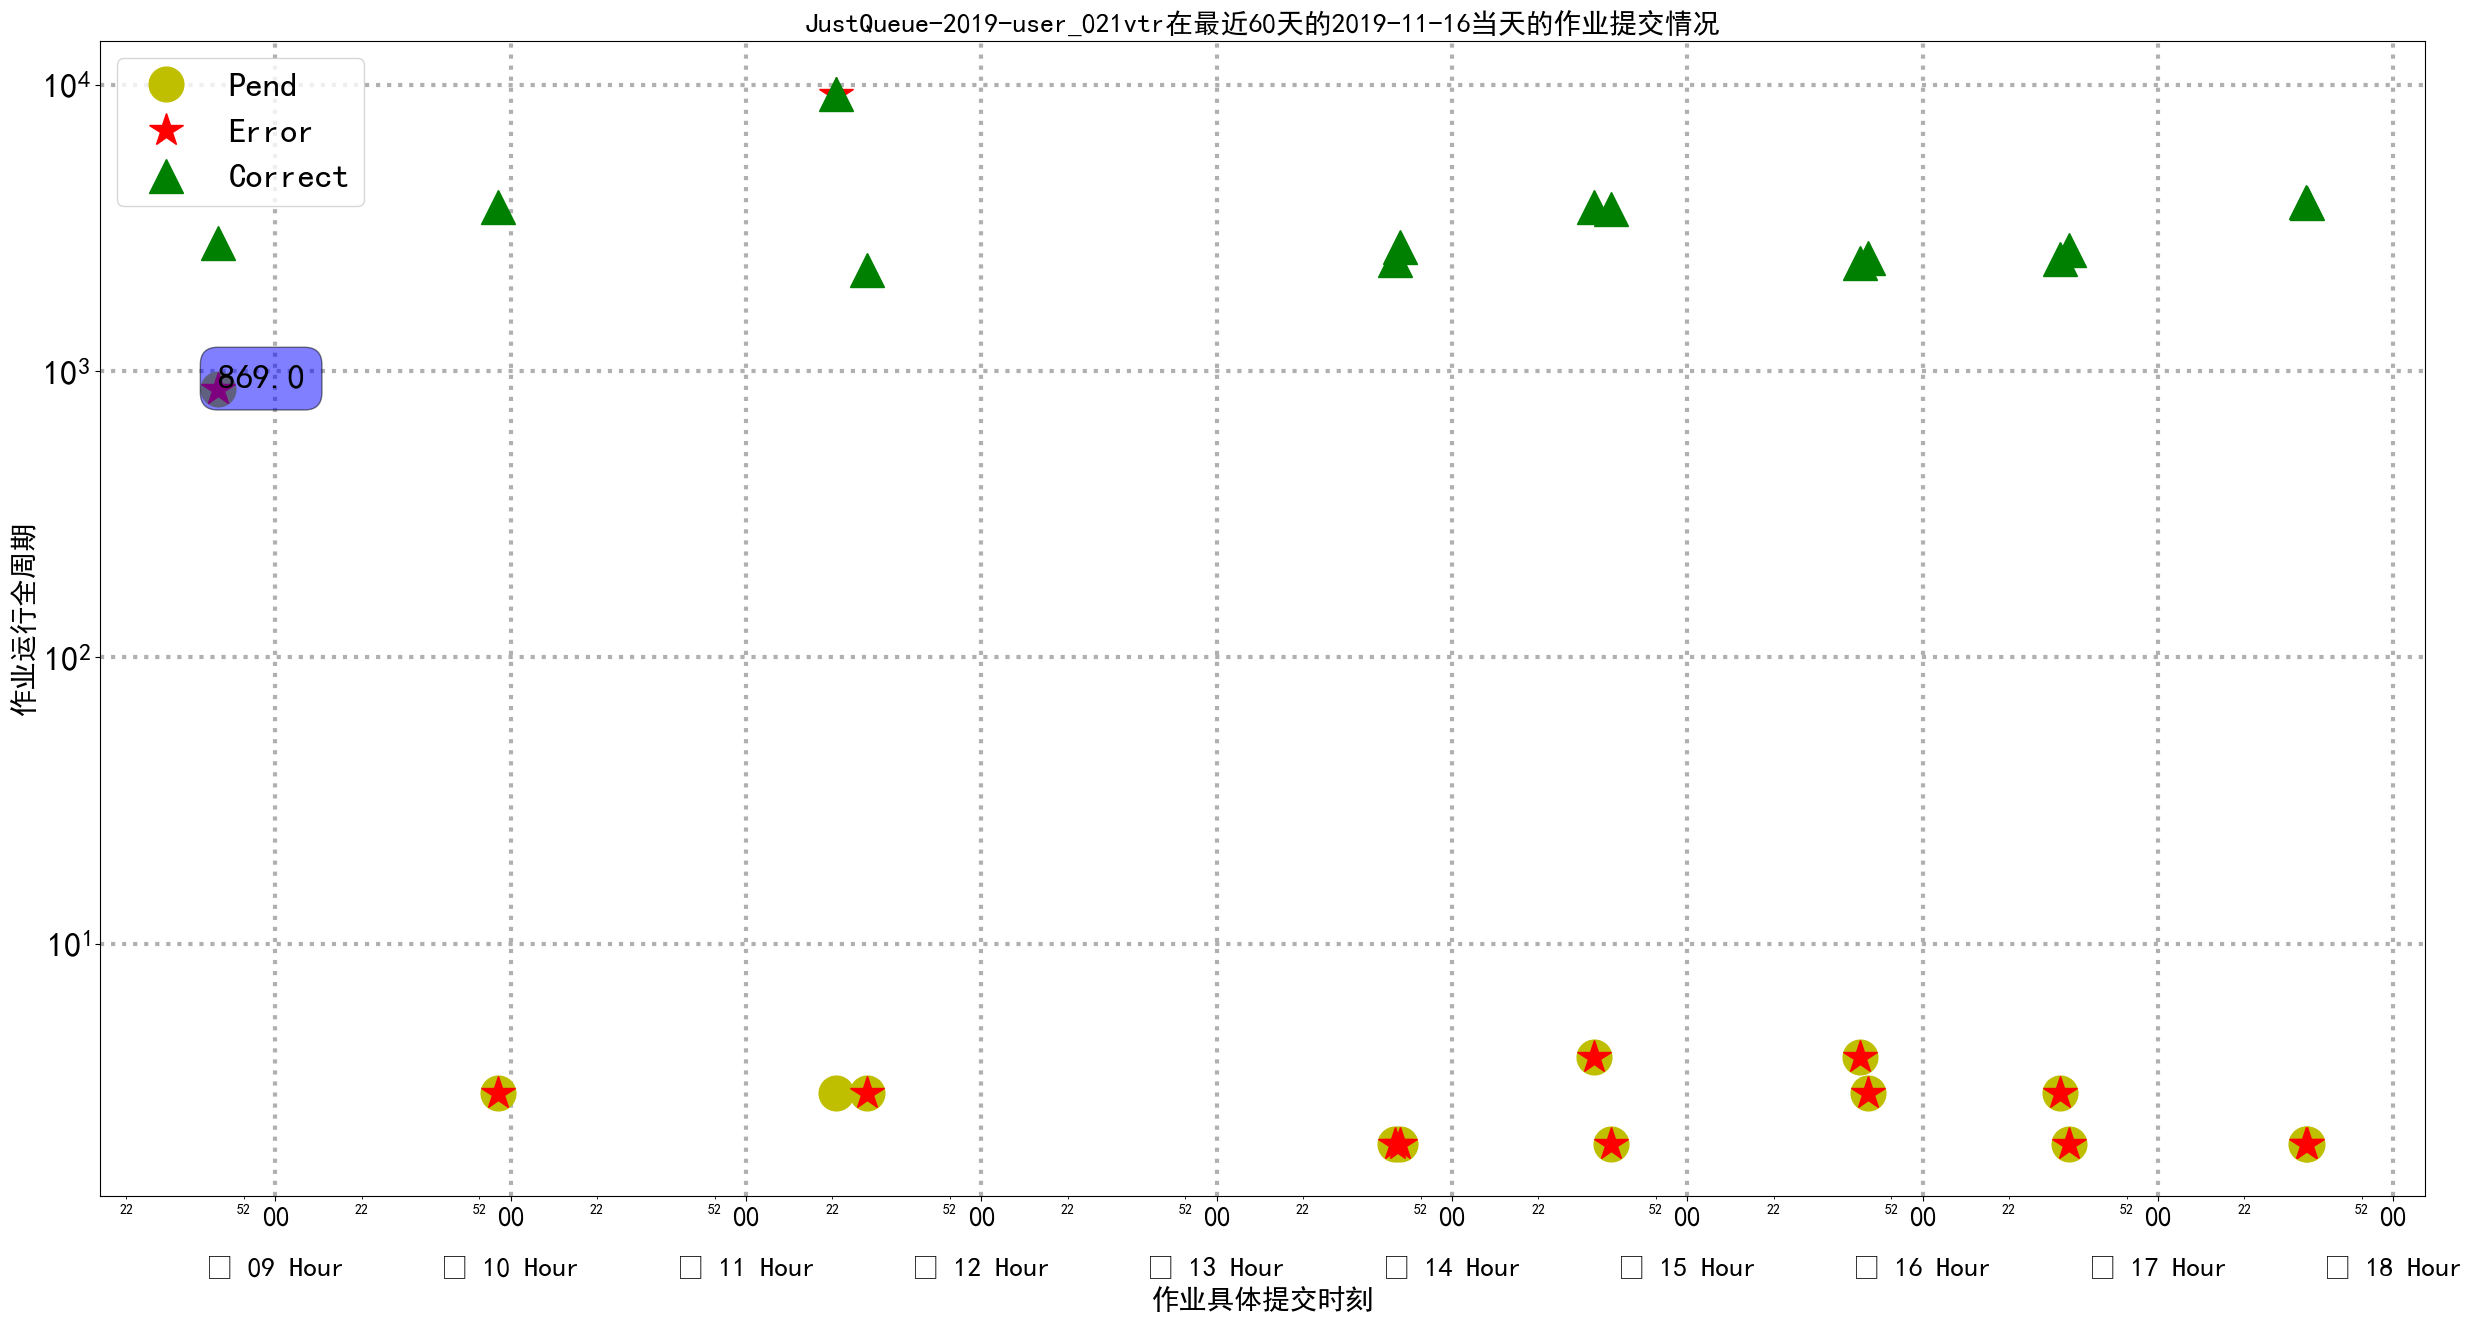 JustQueue-2019-user_021vtr在最近60天的2019-11-16当天的作业提交情况
Pend
Error
Correct
10⁴
10³
10²
10¹
869.0
作业运行全周期
22 52 00 22 52 00 22 52 00 22 52 00 22 52 00 22 52 00 22 52 00 22 52 00 22 52 00 22 52 00
□ 09 Hour □ 10 Hour □ 11 Hour □ 12 Hour □ 13 Hour □ 14 Hour □ 15 Hour □ 16 Hour □ 17 Hour □ 18 Hour
作业具体提交时刻